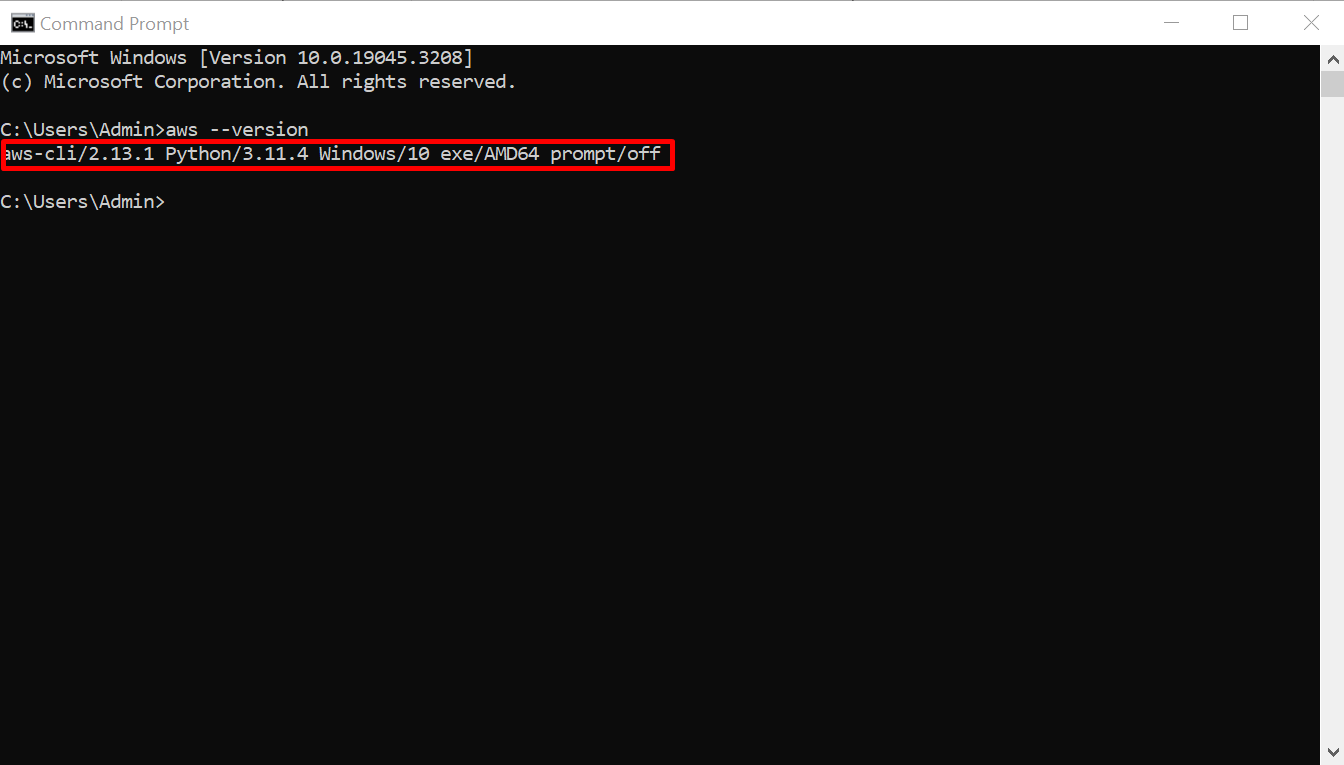 Command Prompt
Microsoft Windows [Version 10.0.19045.3208]
(c) Microsoft Corporation. All rights reserved.
C:\Users\Admin>aws --version
aws-cli/2.13.1 Python/3.11.4 Windows/10 exe/AMD64 prompt/off
C:\Users\Admin>